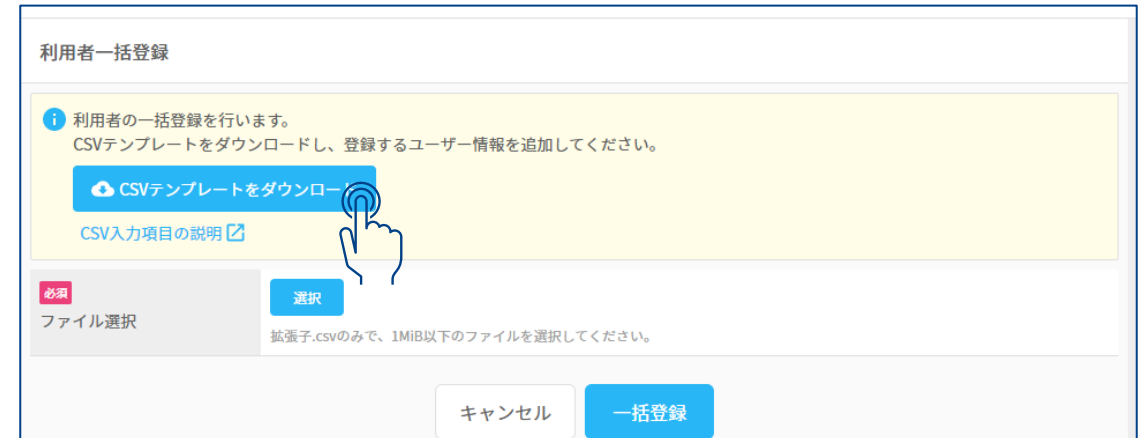 利用者一括登録
利用者の一括登録を行います。
CSVテンプレートをダウンロードし、登録するユーザー情報を追加してください。
CSVテンプレートをダウンロード
CSV入力項目の説明
必須
ファイル選択
選択
拡張子.csvのみで、1MiB以下のファイルを選択してください。
キャンセル
一括登録